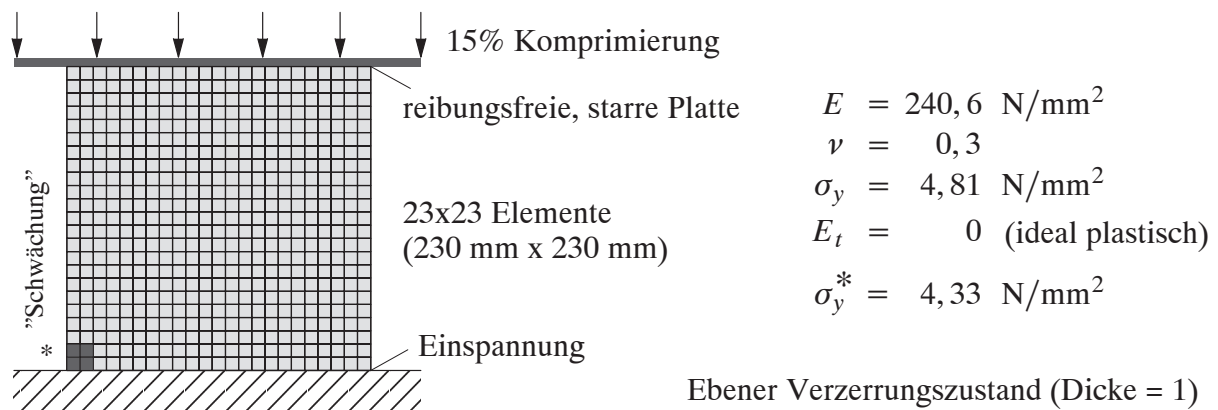 15% Komprimierung
reibungsfreie, starre Platte
23x23 Elemente
(230 mm x 230 mm)
Einspannung
"Schwächung"
*
E = 240, 6 N/mm²
ν = 0, 3
σ_y = 4, 81 N/mm²
E_t = 0 (ideal plastisch)
σ_y* = 4, 33 N/mm²
Ebener Verzerrungszustand (Dicke = 1)